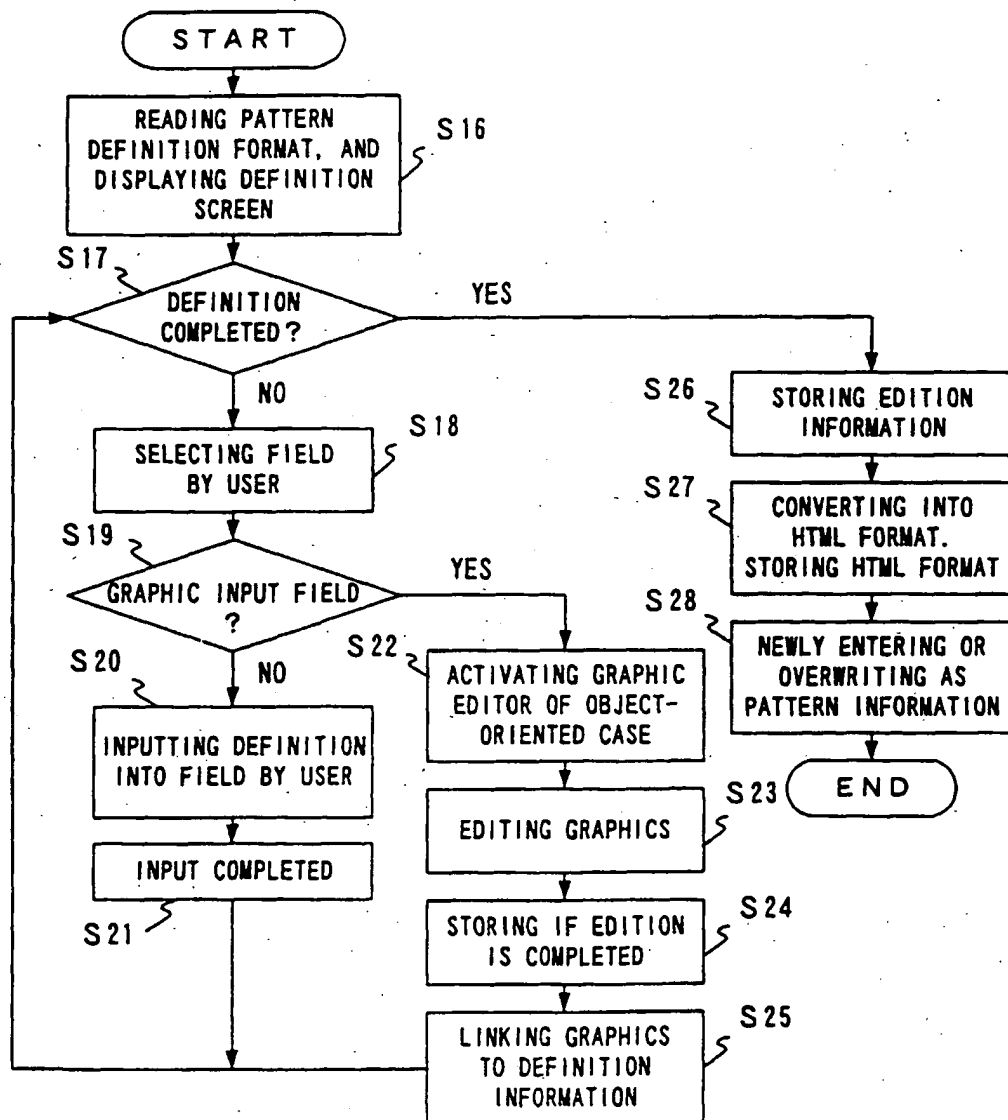 START
READING PATTERN
DEFINITION FORMAT, AND
DISPLAYING DEFINITION
SCREEN
S16
S17
DEFINITION
COMPLETED?
YES
NO
SELECTING FIELD
BY USER
S18
S19
GRAPHIC INPUT FIELD
?
YES
NO
S20
INPUTTING DEFINITION
INTO FIELD BY USER
INPUT COMPLETED
S21
S22
ACTIVATING GRAPHIC
EDITOR OF OBJECT-
ORIENTED CASE
EDITING GRAPHICS
S23
STORING IF EDITION
IS COMPLETED
S24
LINKING GRAPHICS
TO DEFINITION
INFORMATION
S25
S26
STORING EDITION
INFORMATION
S27
CONVERTING INTO
HTML FORMAT.
STORING HTML FORMAT
S28
NEWLY ENTERING OR
OVERWRITING AS
PATTERN INFORMATION
END